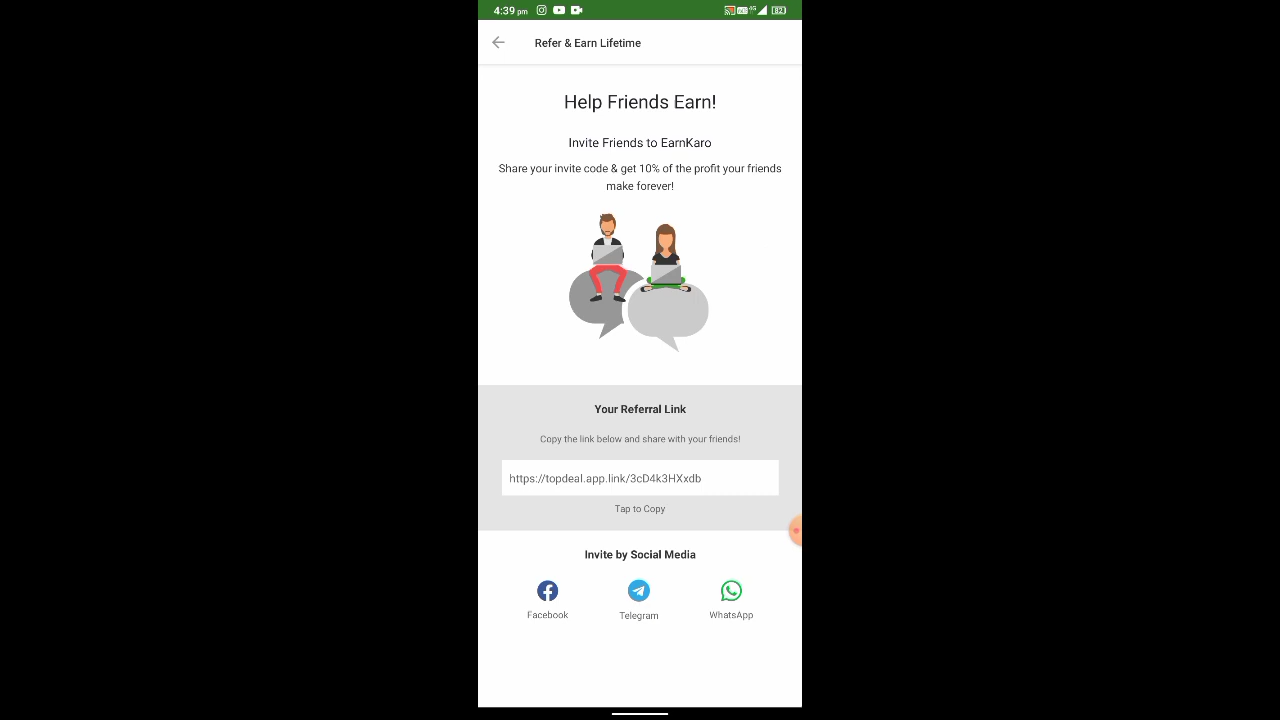 4:39 pm
82
Refer & Earn Lifetime
Help Friends Earn!
Invite Friends to EarnKaro
Share your invite code & get 10% of the profit your friends
make forever!
Your Referral Link
Copy the link below and share with your friends!
https://topdeal.app.link/3cD4k3HXxdb
Tap to Copy
Invite by Social Media
Facebook
Telegram
WhatsApp